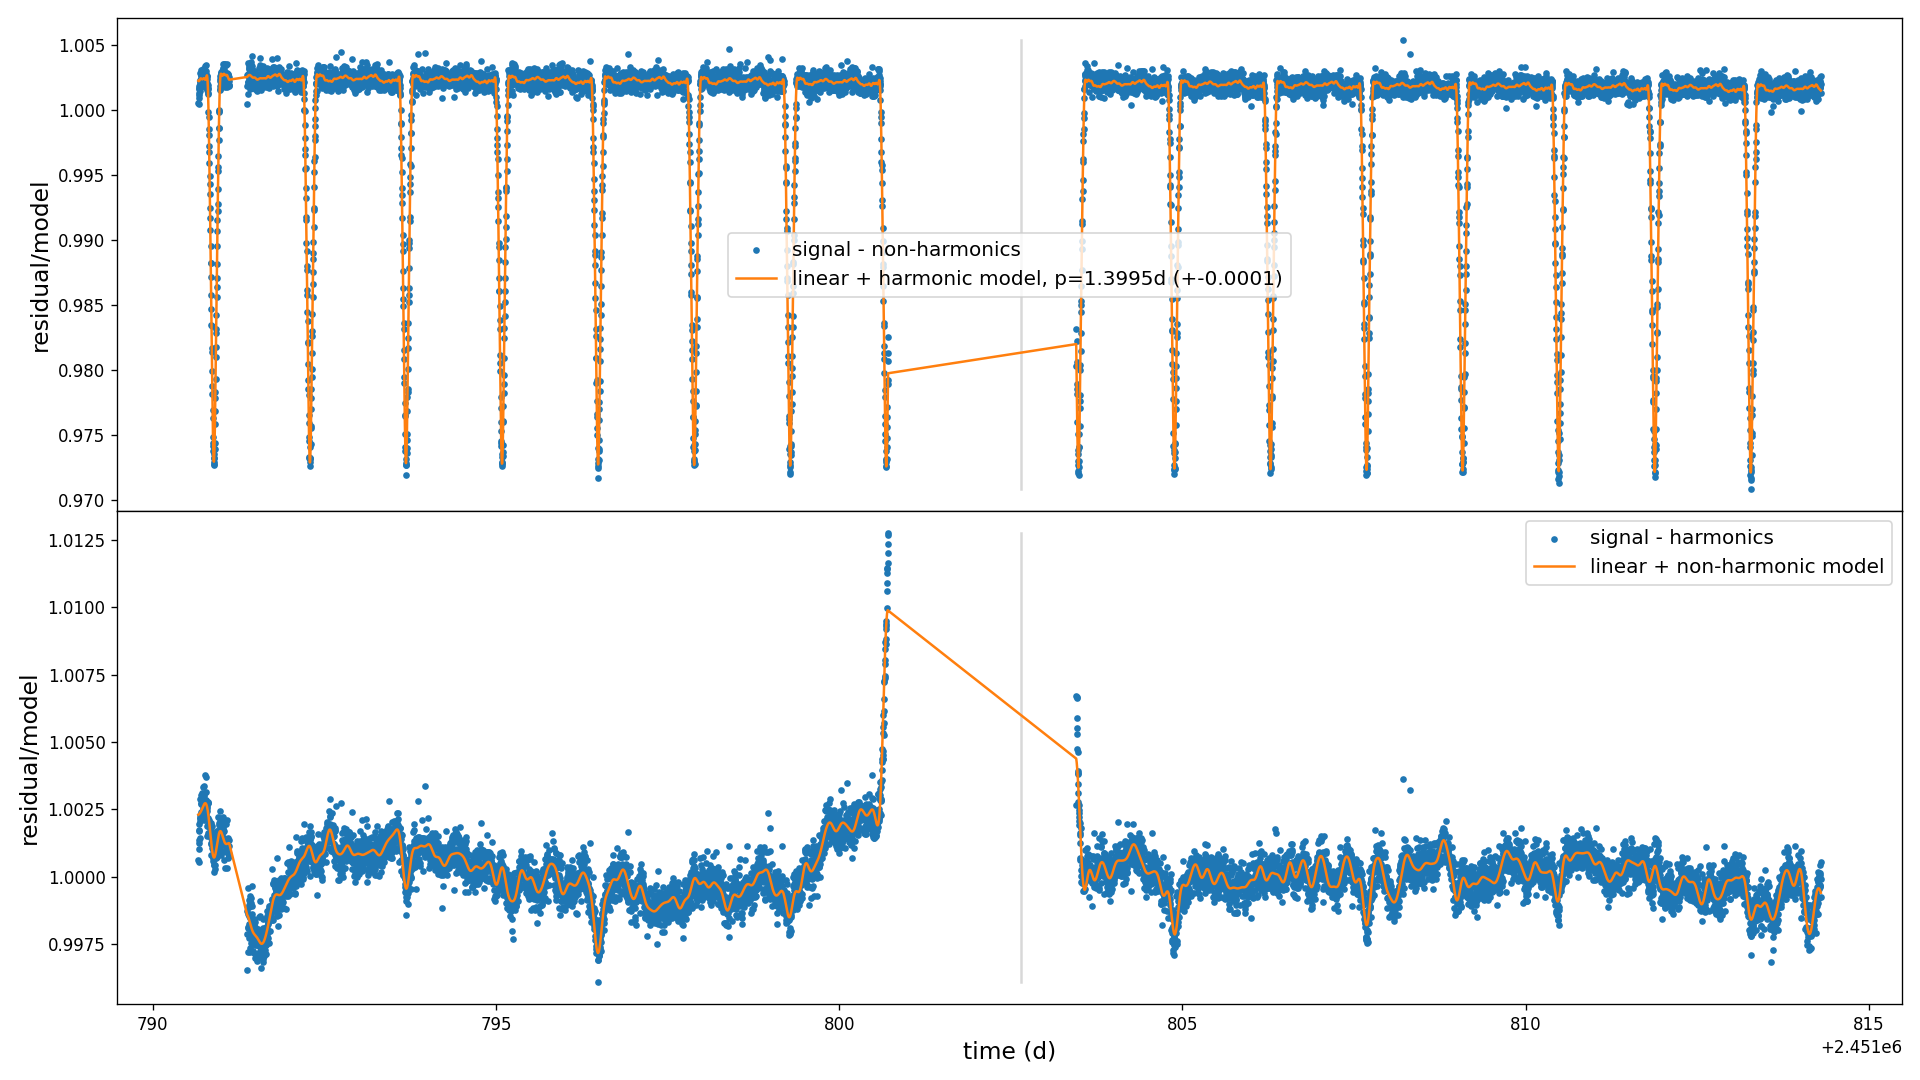 1.005
1.000
0.995
0.990
0.985
0.980
0.975
0.970
residual/model
signal - non-harmonics
linear + harmonic model, p=1.3995d (+-0.0001)
1.0125
1.0100
1.0075
1.0050
1.0025
1.0000
0.9975
residual/model
signal - harmonics
linear + non-harmonic model
790 795 800 805 810 815
time (d)
+2.451e6